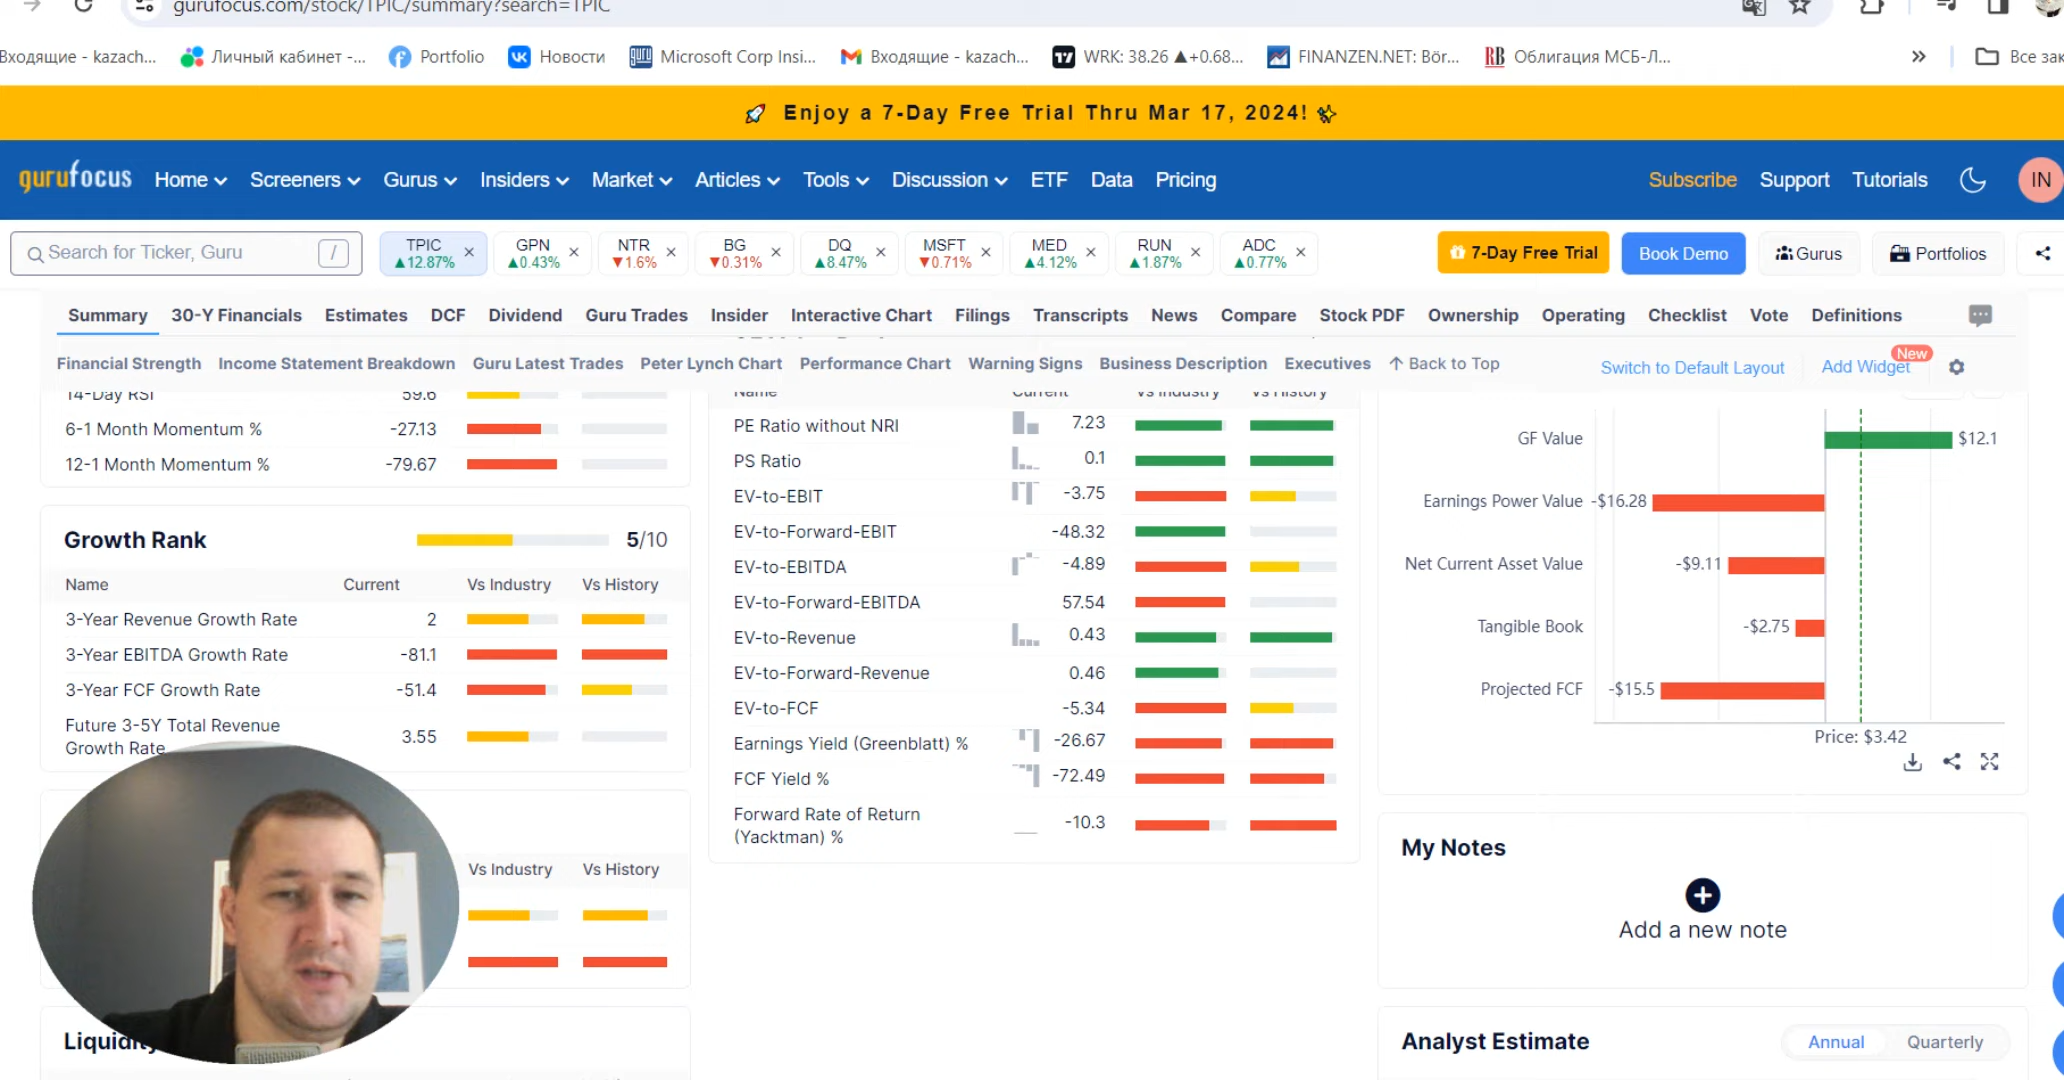 gurufocus.com/stock/TPIC/summary?search=TPIC
Входящие - kazach...
Личный кабинет -...
Portfolio
Новости
Microsoft Corp Insi...
Входящие - kazach...
WRK: 38.26 ▲+0.68...
FINANZEN.NET: Bör...
Облигация МСБ-Л...
»
Все зак
🚀 Enjoy a 7-Day Free Trial Thru Mar 17, 2024! ✨
gurufocus Home Screeners Gurus Insiders Market Articles Tools Discussion ETF Data Pricing Subscribe Support Tutorials IN
Search for Ticker, Guru /
TPIC ▲12.87% ×
GPN ▲0.43% ×
NTR ▼1.6% ×
BG ▼0.31% ×
DQ ▲8.47% ×
MSFT ▼0.71% ×
MED ▲4.12% ×
RUN ▲1.87% ×
ADC ▲0.77% ×
7-Day Free Trial
Book Demo
Gurus
Portfolios
Summary 30-Y Financials Estimates DCF Dividend Guru Trades Insider Interactive Chart Filings Transcripts News Compare Stock PDF Ownership Operating Checklist Vote Definitions
Financial Strength Income Statement Breakdown Guru Latest Trades Peter Lynch Chart Performance Chart Warning Signs Business Description Executives ↑ Back to Top Switch to Default Layout Add Widget New
14-Day RSI 59.6
6-1 Month Momentum % -27.13
12-1 Month Momentum % -79.67
Growth Rank 5/10
Name Current Vs Industry Vs History
3-Year Revenue Growth Rate 2
3-Year EBITDA Growth Rate -81.1
3-Year FCF Growth Rate -51.4
Future 3-5Y Total Revenue
Growth Rate 3.55
Vs Industry Vs History
Liquidity
Name Current Vs Industry Vs History
PE Ratio without NRI 7.23
PS Ratio 0.1
EV-to-EBIT -3.75
EV-to-Forward-EBIT -48.32
EV-to-EBITDA -4.89
EV-to-Forward-EBITDA 57.54
EV-to-Revenue 0.43
EV-to-Forward-Revenue 0.46
EV-to-FCF -5.34
Earnings Yield (Greenblatt) % -26.67
FCF Yield % -72.49
Forward Rate of Return
(Yacktman) % -10.3
GF Value $12.1
Earnings Power Value -$16.28
Net Current Asset Value -$9.11
Tangible Book -$2.75
Projected FCF -$15.5
Price: $3.42
My Notes
Add a new note
Analyst Estimate Annual Quarterly